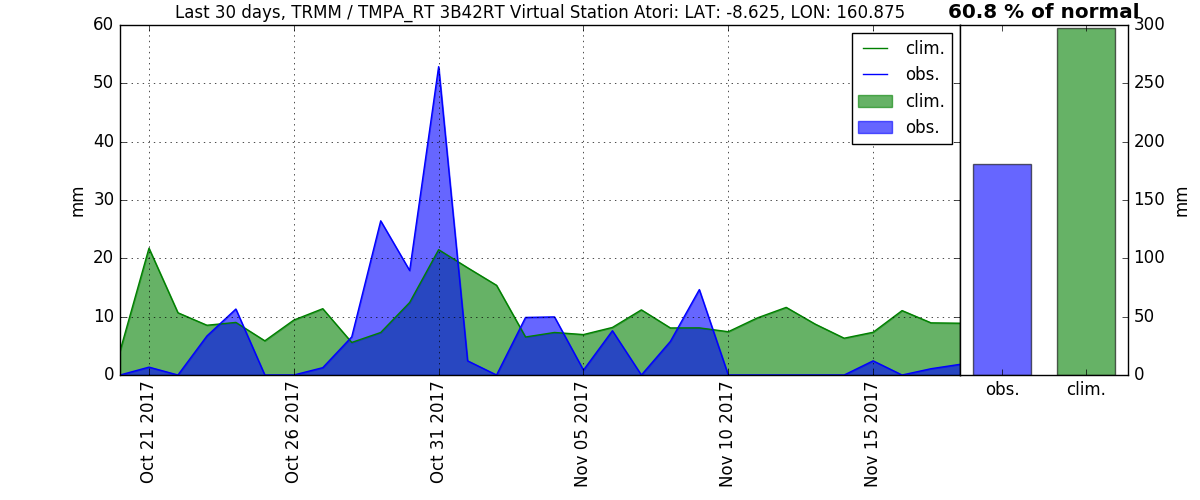 Last 30 days, TRMM / TMPA_RT 3B42RT Virtual Station Atori: LAT: -8.625, LON: 160.875
60.8 % of normal
60
50
40
30
20
10
0
mm
clim.
obs.
clim.
obs.
300
250
200
150
100
50
0
mm
Oct 21 2017
Oct 26 2017
Oct 31 2017
Nov 05 2017
Nov 10 2017
Nov 15 2017
obs.
clim.